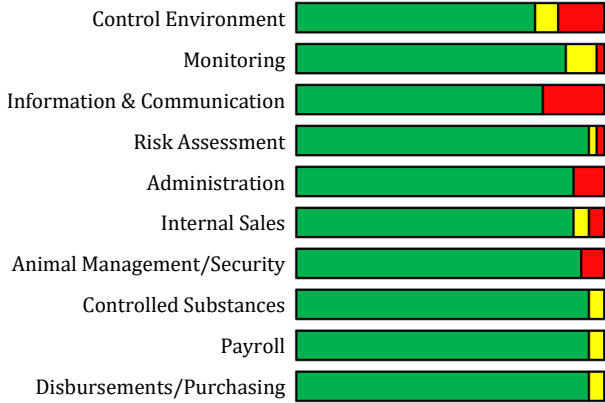 Control Environment
Monitoring
Information & Communication
Risk Assessment
Administration
Internal Sales
Animal Management/Security
Controlled Substances
Payroll
Disbursements/Purchasing